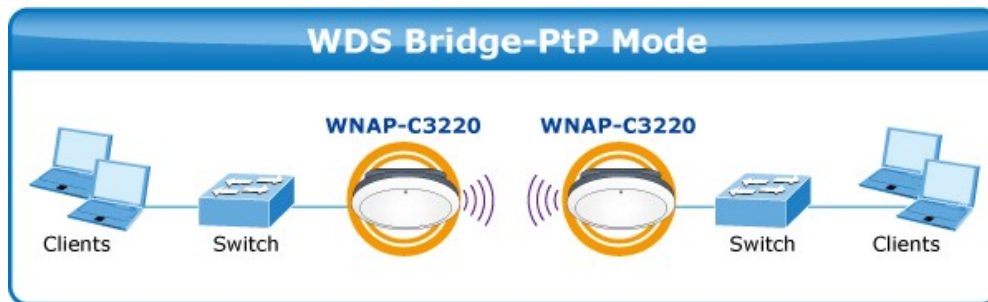 WDS Bridge-PtP Mode
WNAP-C3220 WNAP-C3220
Clients Switch Switch Clients